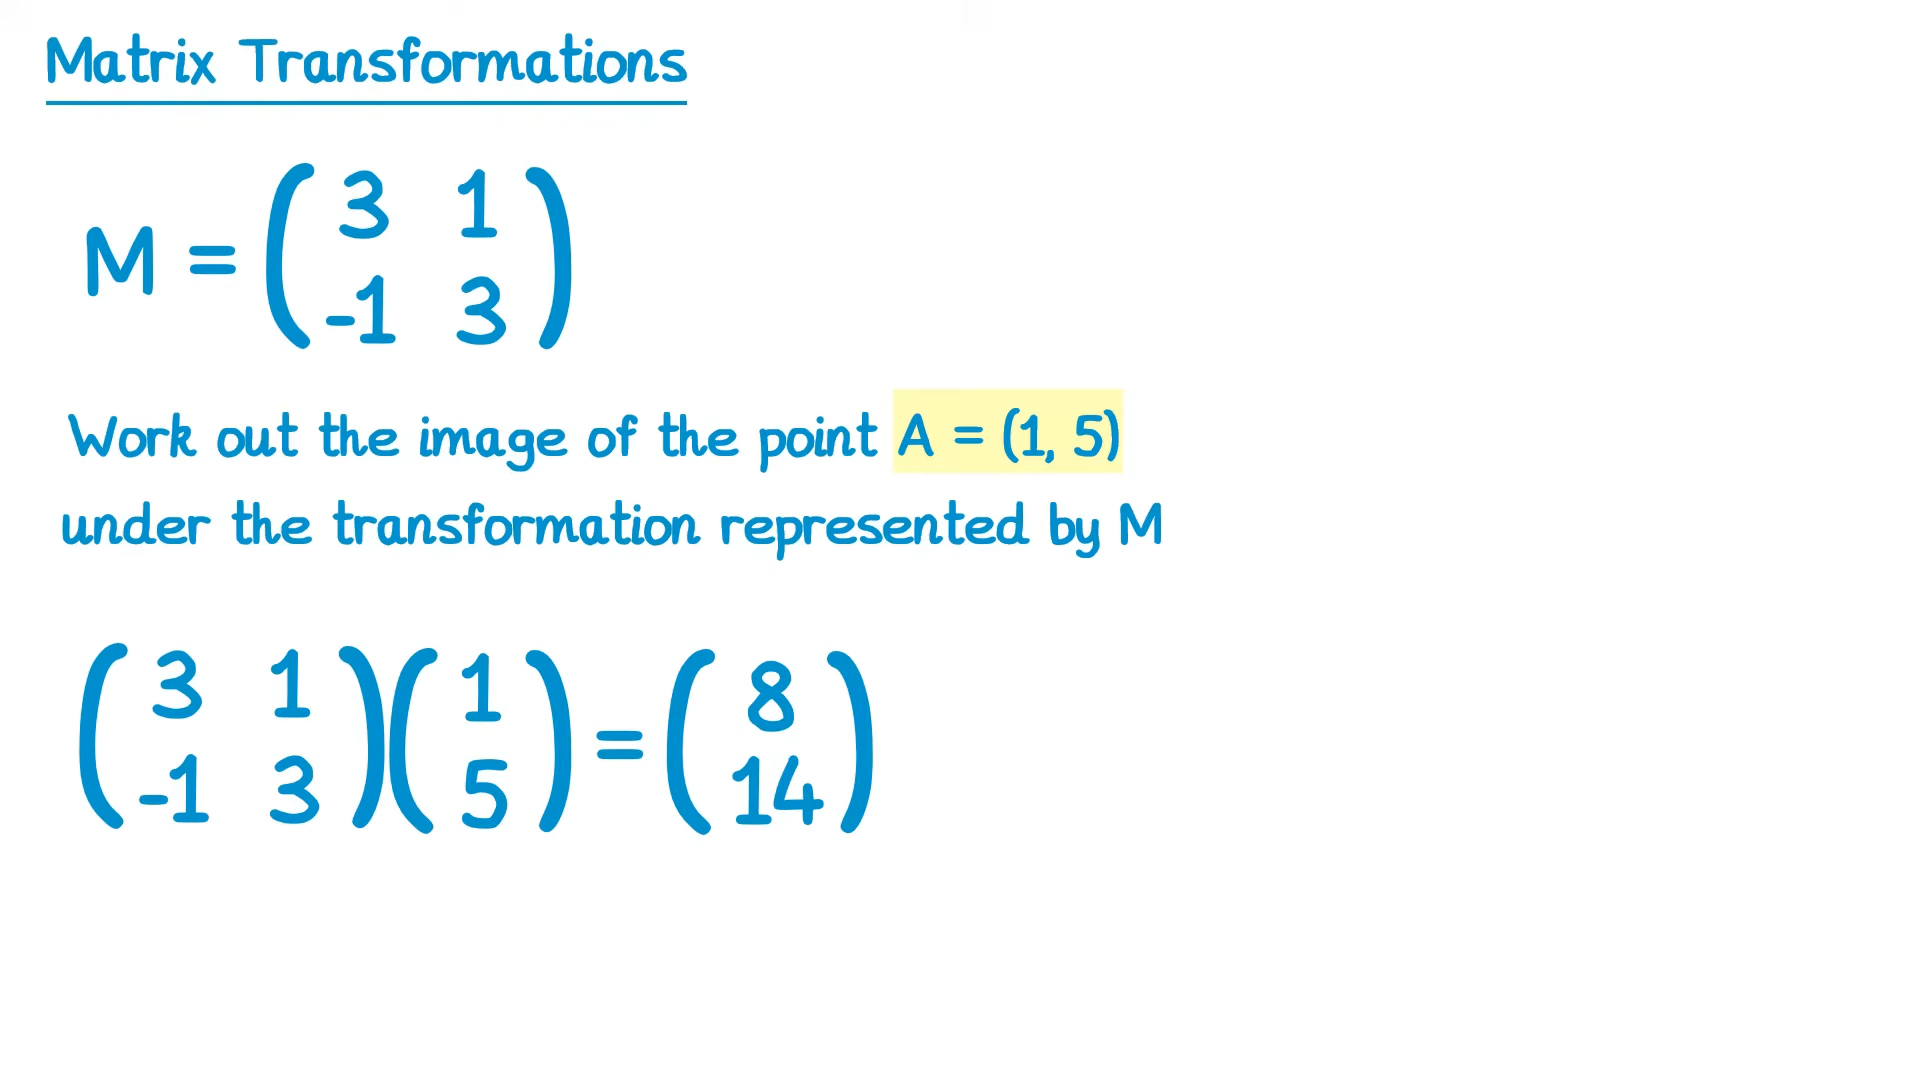 Matrix Transformations
M = ( 3 1
-1 3 )
Work out the image of the point A = (1, 5)
under the transformation represented by M
( 3 1 ) ( 1 ) = ( 8 )
( -1 3 ) ( 5 ) ( 14 )